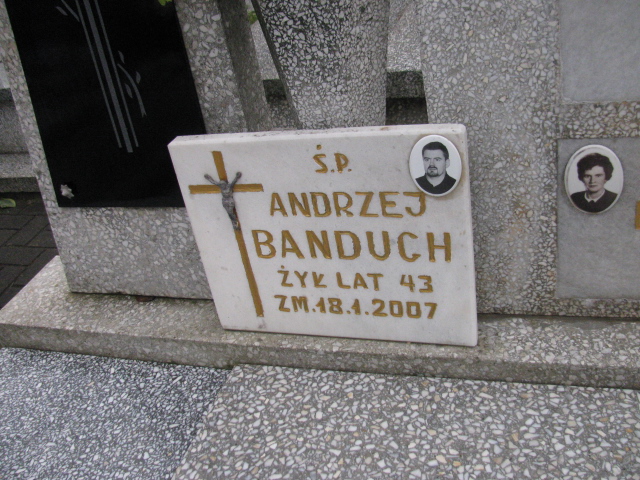 Ś.P.
ANDRZEJ
BANDUCH
ŻYŁ LAT 43
ZM.18.1.2007